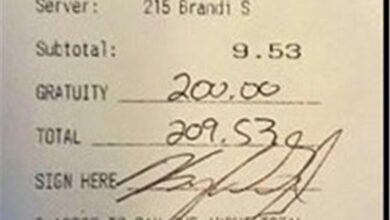 Server: 215 Brandi S
Subtotal: 9.53
GRATUITY 200.00
TOTAL 209.53
SIGN HERE